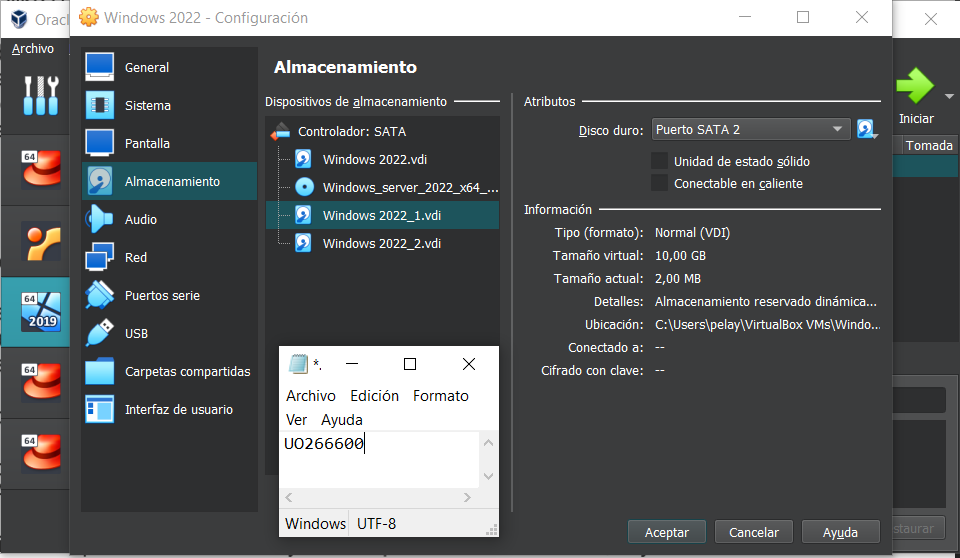 Orac
Windows 2022 - Configuración
Archivo
General
Sistema
Pantalla
Almacenamiento
Audio
Red
Puertos serie
USB
Carpetas compartidas
Interfaz de usuario
64
64
2019
64
64
Almacenamiento
Dispositivos de almacenamiento
Controlador: SATA
Windows 2022.vdi
Windows_server_2022_x64_...
Windows 2022_1.vdi
Windows 2022_2.vdi
Atributos
Disco duro: Puerto SATA 2
Unidad de estado sólido
Conectable en caliente
Información
Tipo (formato): Normal (VDI)
Tamaño virtual: 10,00 GB
Tamaño actual: 2,00 MB
Detalles: Almacenamiento reservado dinámica...
Ubicación: C:\Users\pelay\VirtualBox VMs\Windo...
Conectado a: --
Cifrado con clave: --
*.
Archivo Edición Formato
Ver Ayuda
UO266600
Windows UTF-8
Aceptar Cancelar Ayuda
Iniciar
Tomada
staurar